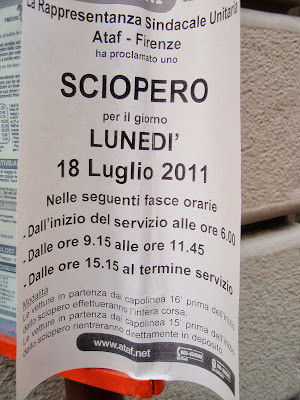 La Rappresentanza Sindacale Unitaria
Ataf - Firenze
ha proclamato uno
SCIOPERO
per il giorno
LUNEDI'
18 Luglio 2011
Nelle seguenti fasce orarie
- Dall'inizio del servizio alle ore 6.00
- Dalle ore 9.15 alle ore 11.45
- Dalle ore 15.15 al termine servizio
Modalità
Le vetture in partenza dai capolinea 16' prima dell'inizio
dello sciopero effettueranno l'intera corsa.
Le vetture in partenza dai capolinea 15' prima dell'inizio
dello sciopero rientreranno direttamente in deposito.
www.ataf.net